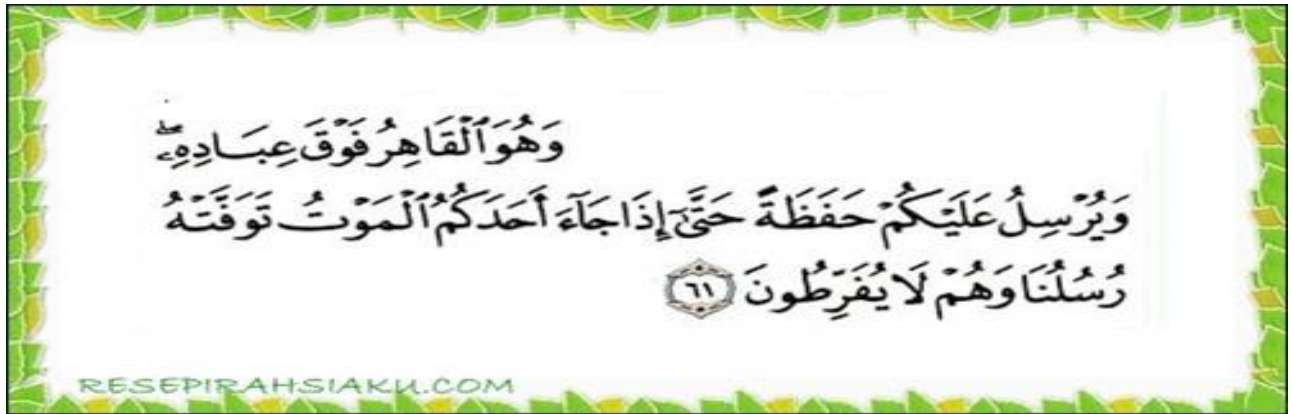 وَهُوَ ٱلْقَاهِرُ فَوْقَ عِبَادِهِۦۖ
وَيُرْسِلُ عَلَيْكُمْ حَفَظَةً حَتَّىٰٓ إِذَا جَآءَ أَحَدَكُمُ ٱلْمَوْتُ تَوَفَّتْهُ
رُسُلُنَا وَهُمْ لَا يُفَرِّطُونَ ٦١
RESEPIRAHSIAKU.COM